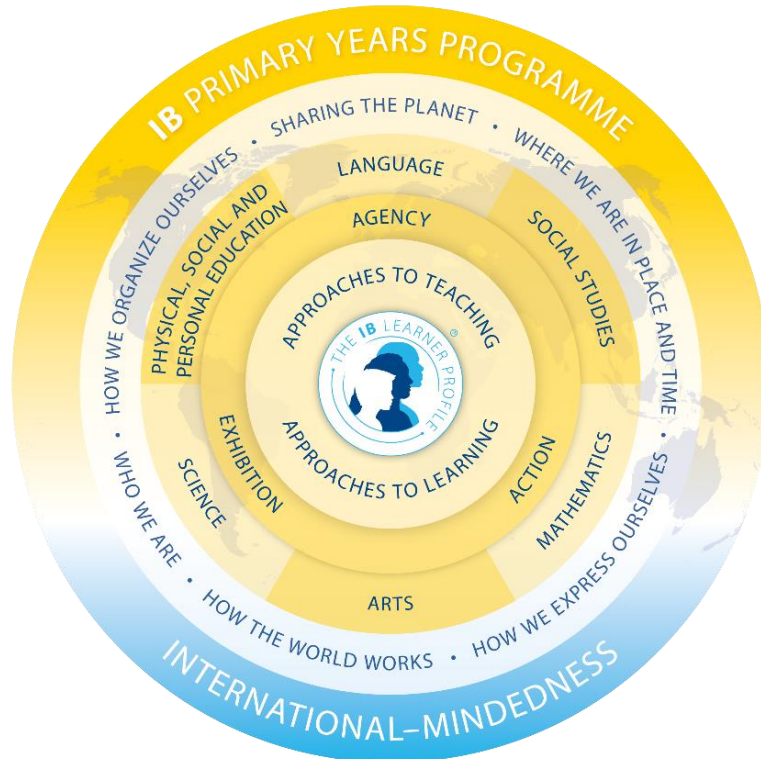 IB PRIMARY YEARS PROGRAMME
SHARING THE PLANET • WHERE WE ARE IN PLACE AND TIME • HOW WE EXPRESS OURSELVES • HOW THE WORLD WORKS • WHO WE ARE • HOW WE ORGANIZE OURSELVES •
LANGUAGE
SOCIAL STUDIES
MATHEMATICS
ARTS
SCIENCE
PHYSICAL, SOCIAL AND
PERSONAL EDUCATION
AGENCY
ACTION
EXHIBITION
APPROACHES TO TEACHING
THE IB LEARNER PROFILE
®
APPROACHES TO LEARNING
INTERNATIONAL–MINDEDNESS